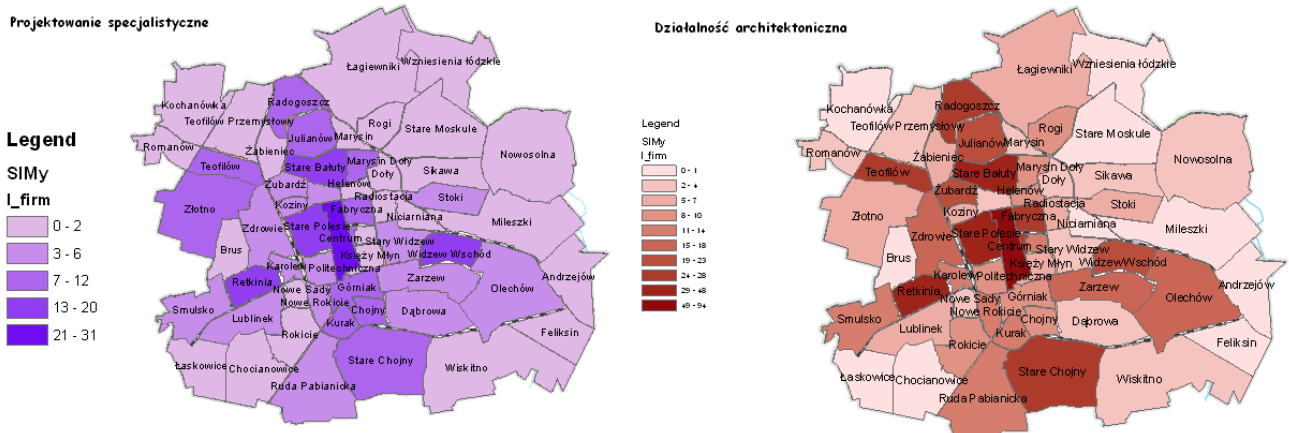 Projektowanie specjalistyczne
Legend
SIMy
l_firm
0 - 2
3 - 6
7 - 12
13 - 20
21 - 31
Łagiewniki
Wzniesienia łódzkie
Kochanówka
Radogoszcz
Teofilów Przemysłowy
Rogi
Julianów
Marysin
Stare Moskule
Romanów
Żabieniec
Nowosolna
Teofilów
Stare Bałuty
Marysin Doły
Doły
Sikawa
Zubardź
Helenów
Radiostacja
Stoki
Złotno
Koziny
Fabryczna
Niciarniana
Mileszki
Zdrowie
Stare Polesie
Brus
Centrum
Stary Widzew
Księży Młyn
Widzew Wschód
Karolew
Politechniczna
Zarzew
Andrzejów
Retkinia
Nowe Sady
Górniak
Olechów
Smulsko
Nowe Rokicie
Chojny
Dąbrowa
Lublinek
Kurak
Feliksin
Rokicie
Stare Chojny
Łaskowice
Chocianowice
Wiskitno
Ruda Pabianicka
Działalność architektoniczna
Legend
SIMy
l_firm
0 - 1
2 - 4
5 - 7
8 - 10
11 - 14
15 - 18
19 - 23
24 - 28
29 - 48
49 - 94
Wzniesienia łódzkie
Łagiewniki
Kochanówka
Radogoszcz
Teofilów
Przemysłowy
Rogi
Julianów
Marysin
Stare Moskule
Romanów
Żabieniec
Nowosolna
Teofilów
Stare Bałuty
Marysin Doły
Doły
Sikawa
Zubardź
Helenów
Radiostacja
Stoki
Złotno
Koziny
Fabryczna
Niciarniana
Mileszki
Zdrowie
Stare Polesie
Brus
Centrum
Stary Widzew
Księży Młyn
Widzew Wschód
Karolew
Politechniczna
Zarzew
Andrzejów
Retkinia
Nowe Sady
Górniak
Olechów
Smulsko
Nowe Rokicie
Chojny
Dąbrowa
Lublinek
Kurak
Feliksin
Rokicie
Stare Chojny
Łaskowice
Chocianowice
Wiskitno
Ruda Pabianicka